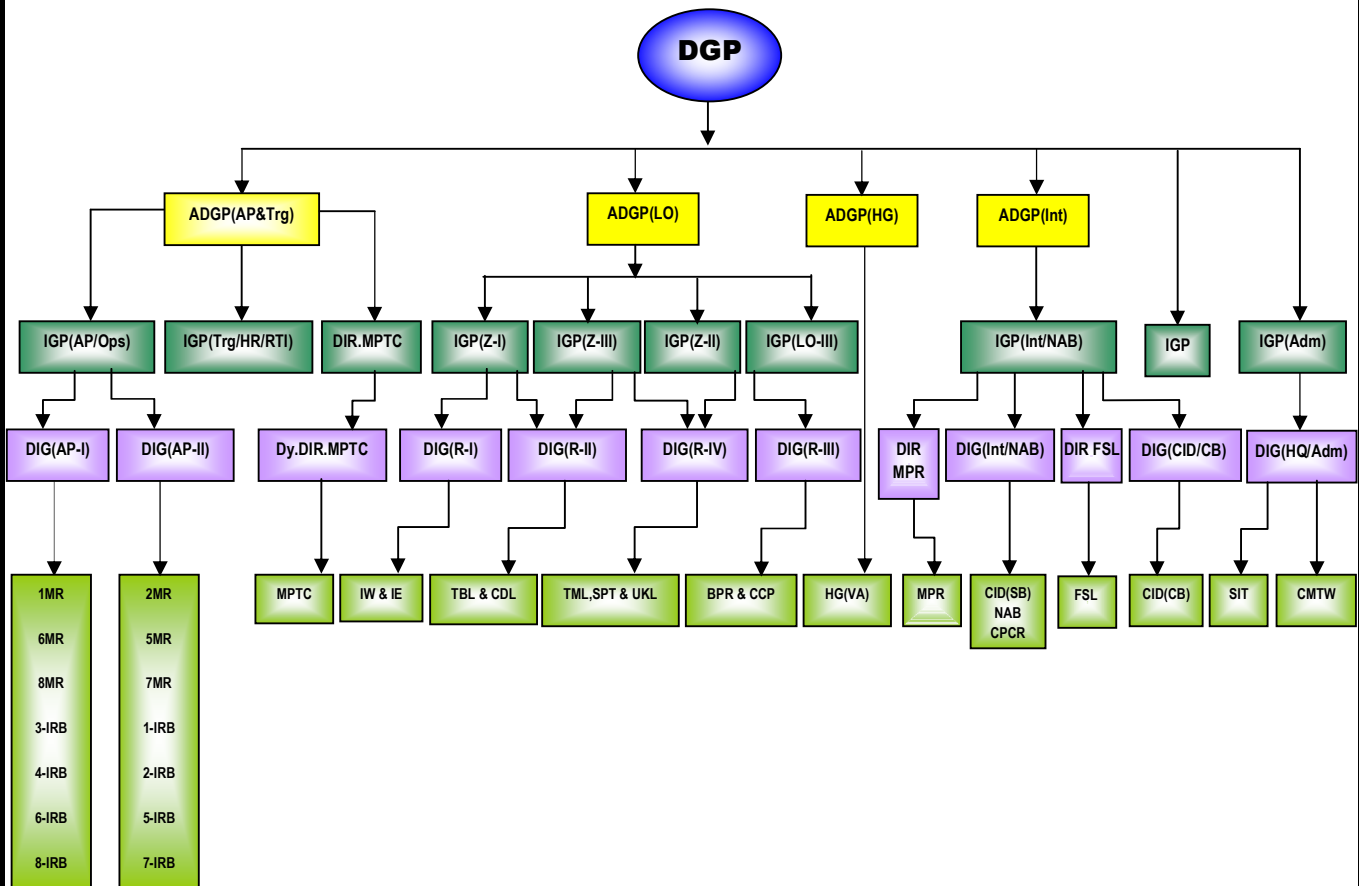 DGP
ADGP(AP&Trg)
ADGP(LO)
ADGP(HG)
ADGP(Int)
IGP(AP/Ops)
IGP(Trg/HR/RTI)
DIR.MPTC
IGP(Z-I)
IGP(Z-III)
IGP(Z-II)
IGP(LO-III)
IGP(Int/NAB)
IGP
IGP(Adm)
DIG(AP-I)
DIG(AP-II)
Dy.DIR.MPTC
DIG(R-I)
DIG(R-II)
DIG(R-IV)
DIG(R-III)
DIR
MPR
DIG(Int/NAB)
DIR FSL
DIG(CID/CB)
DIG(HQ/Adm)
1MR
6MR
8MR
3-IRB
4-IRB
6-IRB
8-IRB
2MR
5MR
7MR
1-IRB
2-IRB
5-IRB
7-IRB
MPTC
IW & IE
TBL & CDL
TML,SPT & UKL
BPR & CCP
HG(VA)
MPR
CID(SB)
NAB
CPCR
FSL
CID(CB)
SIT
CMTW